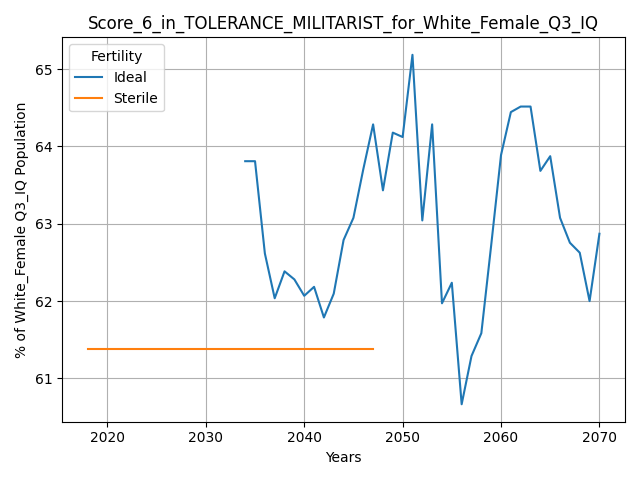 Score_6_in_TOLERANCE_MILITARIST_for_White_Female_Q3_IQ
Fertility
Ideal
Sterile
% of White_Female Q3_IQ Population
65
64
63
62
61
2020
2030
2040
2050
2060
2070
Years